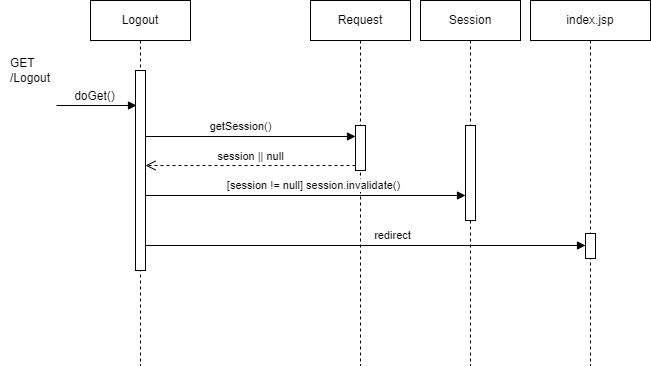 Logout
Request
Session
index.jsp
GET
/Logout
doGet()
getSession()
session || null
[session != null] session.invalidate()
redirect